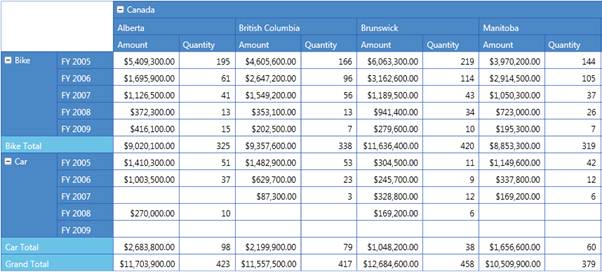 Canada
Alberta British Columbia Brunswick Manitoba
Amount Quantity Amount Quantity Amount Quantity Amount Quantity
Bike FY 2005 $5,409,300.00 195 $4,605,600.00 166 $6,063,300.00 219 $3,970,200.00 144
FY 2006 $1,695,900.00 61 $2,647,200.00 96 $3,162,600.00 114 $2,914,500.00 105
FY 2007 $1,126,500.00 41 $1,549,200.00 56 $1,189,500.00 43 $1,050,300.00 37
FY 2008 $372,300.00 13 $353,100.00 13 $941,400.00 34 $723,000.00 26
FY 2009 $416,100.00 15 $202,500.00 7 $279,600.00 10 $195,300.00 7
Bike Total $9,020,100.00 325 $9,357,600.00 338 $11,636,400.00 420 $8,853,300.00 319
Car FY 2005 $1,410,300.00 51 $1,482,900.00 53 $304,500.00 11 $1,149,600.00 42
FY 2006 $1,003,500.00 37 $629,700.00 23 $245,700.00 9 $337,800.00 12
FY 2007 $87,300.00 3 $328,800.00 12 $169,200.00 6
FY 2008 $270,000.00 10 $169,200.00 6
FY 2009
Car Total $2,683,800.00 98 $2,199,900.00 79 $1,048,200.00 38 $1,656,600.00 60
Grand Total $11,703,900.00 423 $11,557,500.00 417 $12,684,600.00 458 $10,509,900.00 379